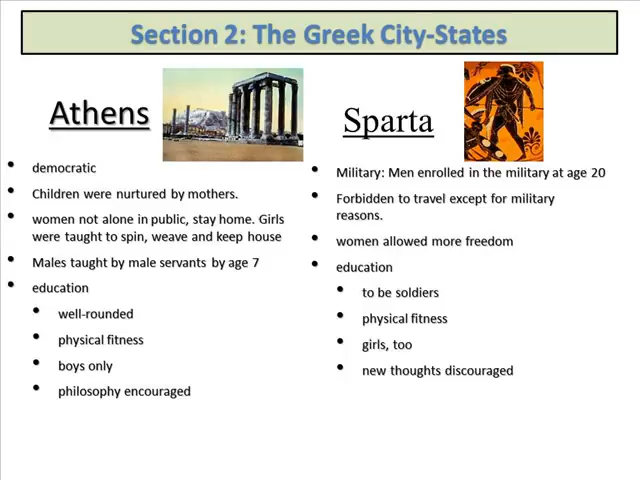 Section 2: The Greek City-States
Athens
democratic
Children were nurtured by mothers.
women not alone in public, stay home. Girls
were taught to spin, weave and keep house
Males taught by male servants by age 7
education
well-rounded
physical fitness
boys only
philosophy encouraged
Sparta
Military: Men enrolled in the military at age 20
Forbidden to travel except for military
reasons.
women allowed more freedom
education
to be soldiers
physical fitness
girls, too
new thoughts discouraged